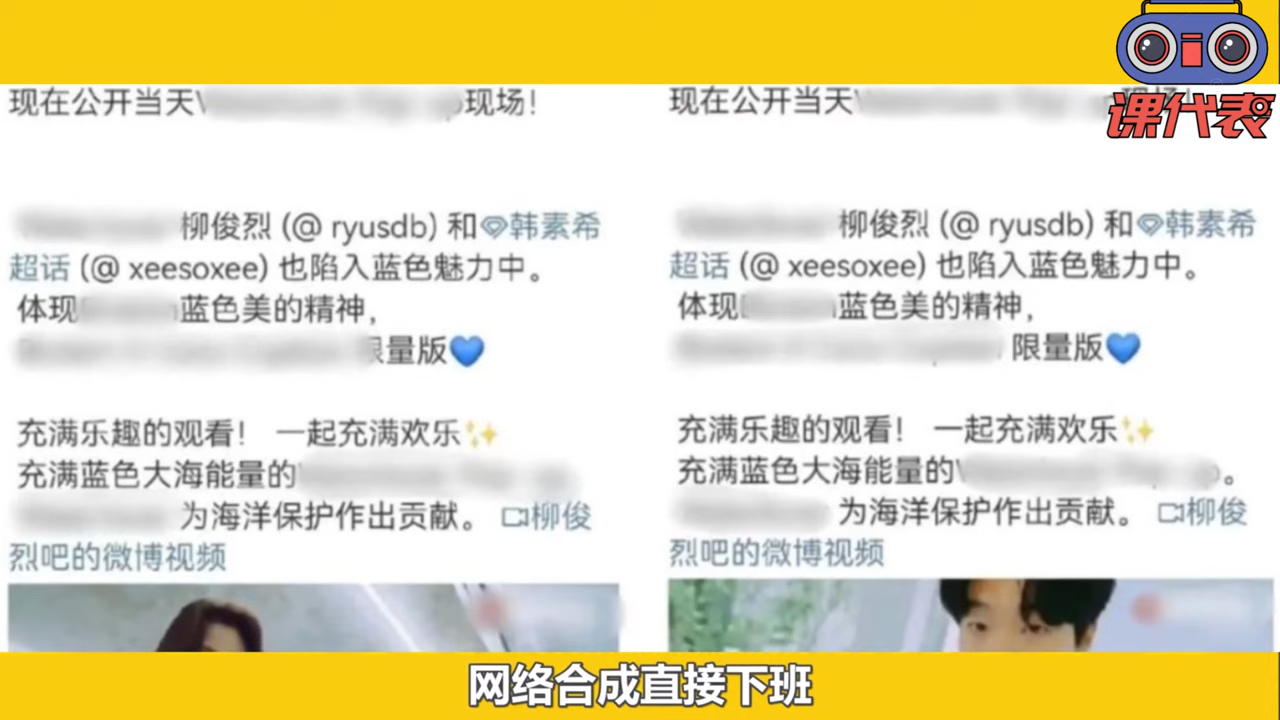 课代表
现在公开当天
现场！
柳俊烈 (@ ryusdb) 和韩素希
超话 (@ xeesoxee) 也陷入蓝色魅力中。
体现 蓝色美的精神，
限量版💙
充满乐趣的观看！ 一起充满欢乐✨
充满蓝色大海能量的
为海洋保护作出贡献。 柳俊
烈吧的微博视频
现在公开当天
柳俊烈 (@ ryusdb) 和韩素希
超话 (@ xeesoxee) 也陷入蓝色魅力中。
体现 蓝色美的精神，
限量版💙
充满乐趣的观看！ 一起充满欢乐✨
充满蓝色大海能量的 。
为海洋保护作出贡献。 柳俊
烈吧的微博视频
网络合成直接下班